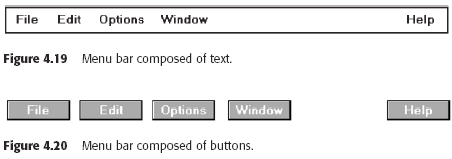 File Edit Options Window Help
Figure 4.19 Menu bar composed of text.
File Edit Options Window Help
Figure 4.20 Menu bar composed of buttons.